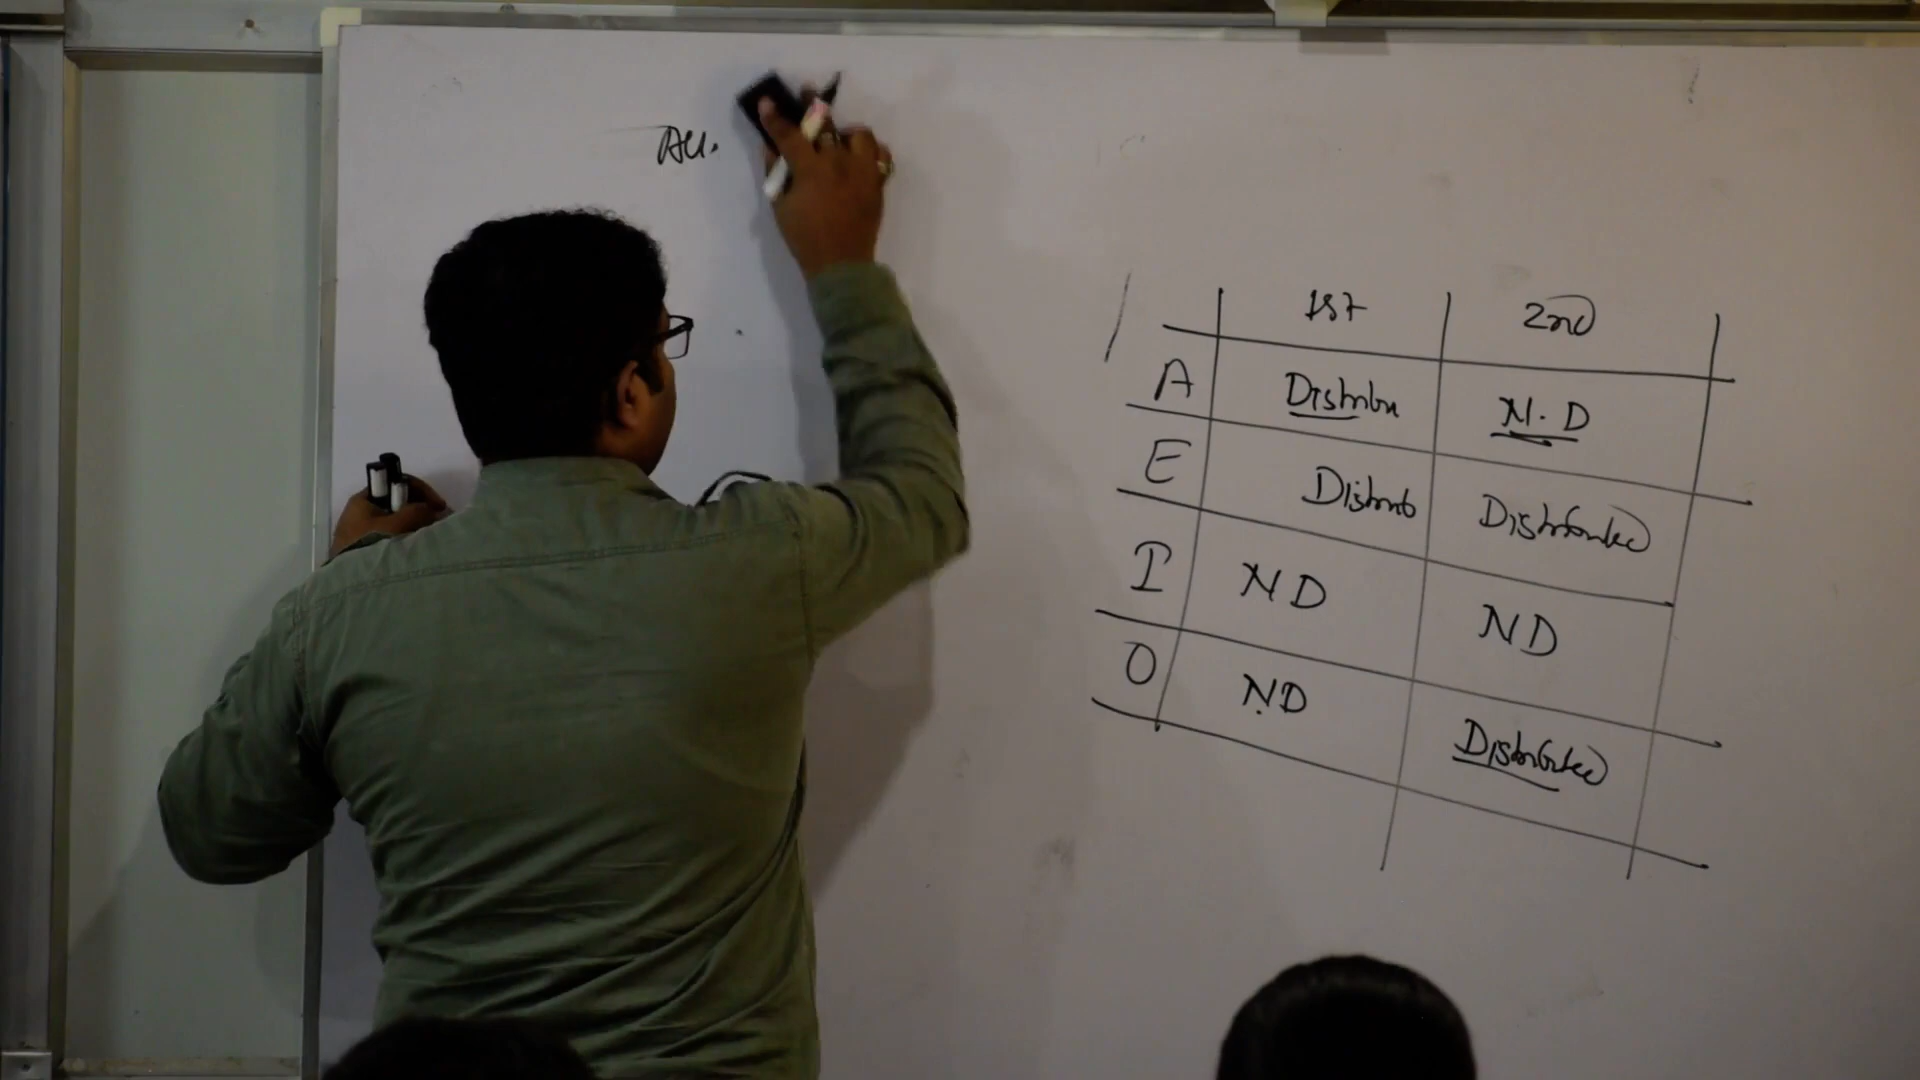 All.
1st 2nd
A Distribu N.D
E Distrib Distributed
I ND ND
O ND Distributed